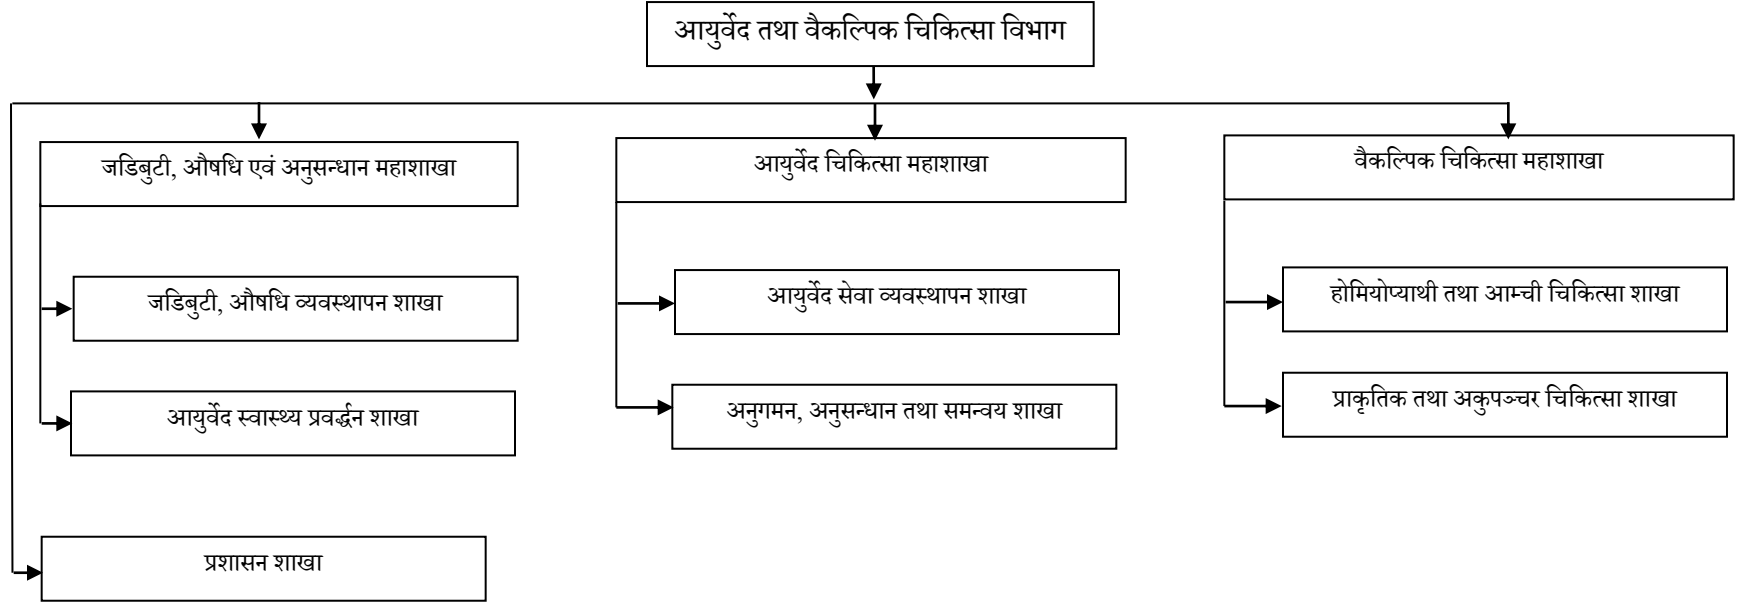 आयुर्वेद तथा वैकल्पिक चिकित्सा विभाग
जडिबुटी, औषधि एवं अनुसन्धान महाशाखा
आयुर्वेद चिकित्सा महाशाखा
वैकल्पिक चिकित्सा महाशाखा
जडिबुटी, औषधि व्यवस्थापन शाखा
आयुर्वेद सेवा व्यवस्थापन शाखा
होमियोप्याथी तथा आम्ची चिकित्सा शाखा
आयुर्वेद स्वास्थ्य प्रवर्द्धन शाखा
अनुगमन, अनुसन्धान तथा समन्वय शाखा
प्राकृतिक तथा अकुपञ्चर चिकित्सा शाखा
प्रशासन शाखा